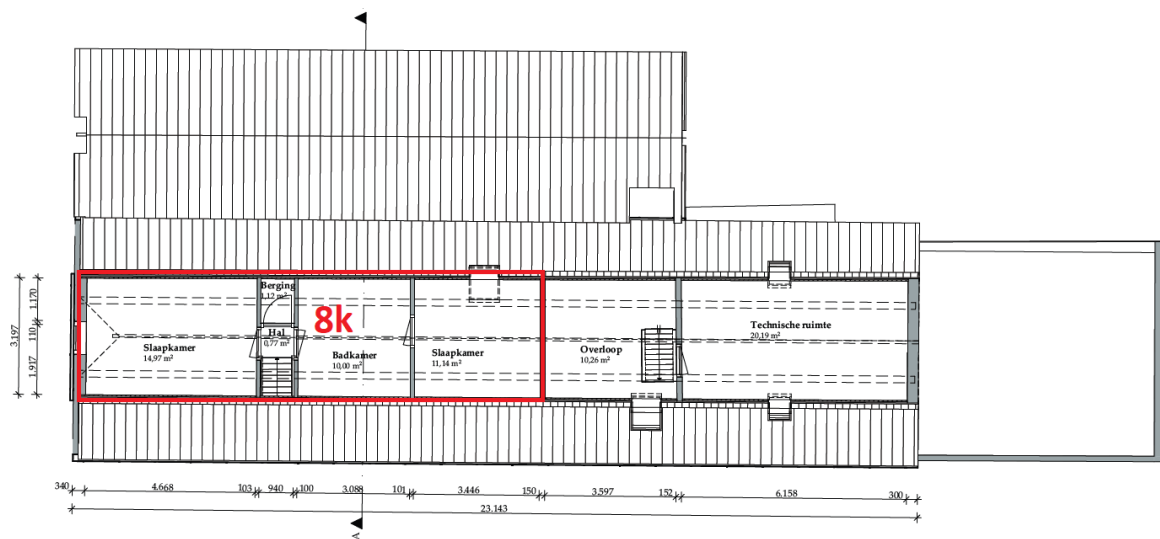 Berging
1,12 m²
8k
Hal
0,77 m²
Slaapkamer
14,97 m²
Badkamer
10,00 m²
Slaapkamer
11,14 m²
Overloop
10,26 m²
Technische ruimte
20,19 m²
3.197
1.170
110
1.917
340
4.668
103
940
100
3.088
101
3.446
150
3.597
152
6.158
300
23.143
A